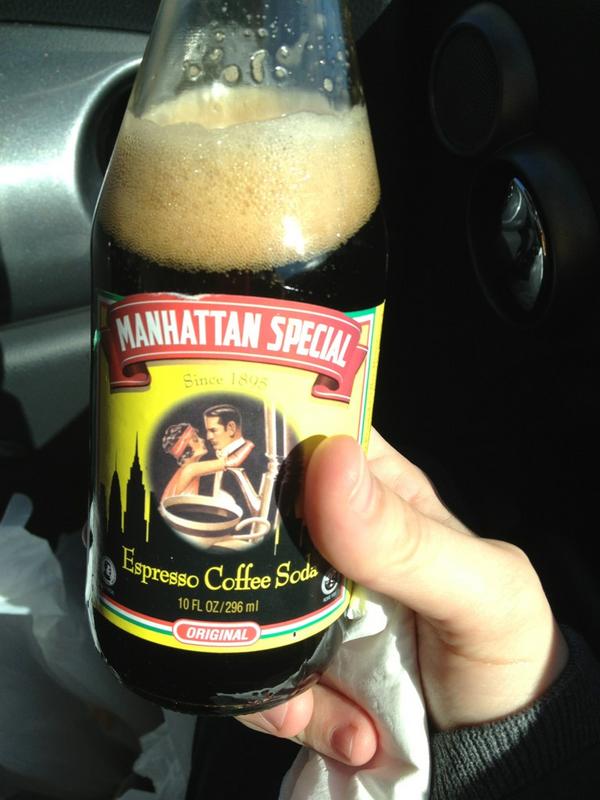 MANHATTAN SPECIAL
Since 1895
Espresso Coffee Soda
10 FL OZ/296 ml
ORIGINAL